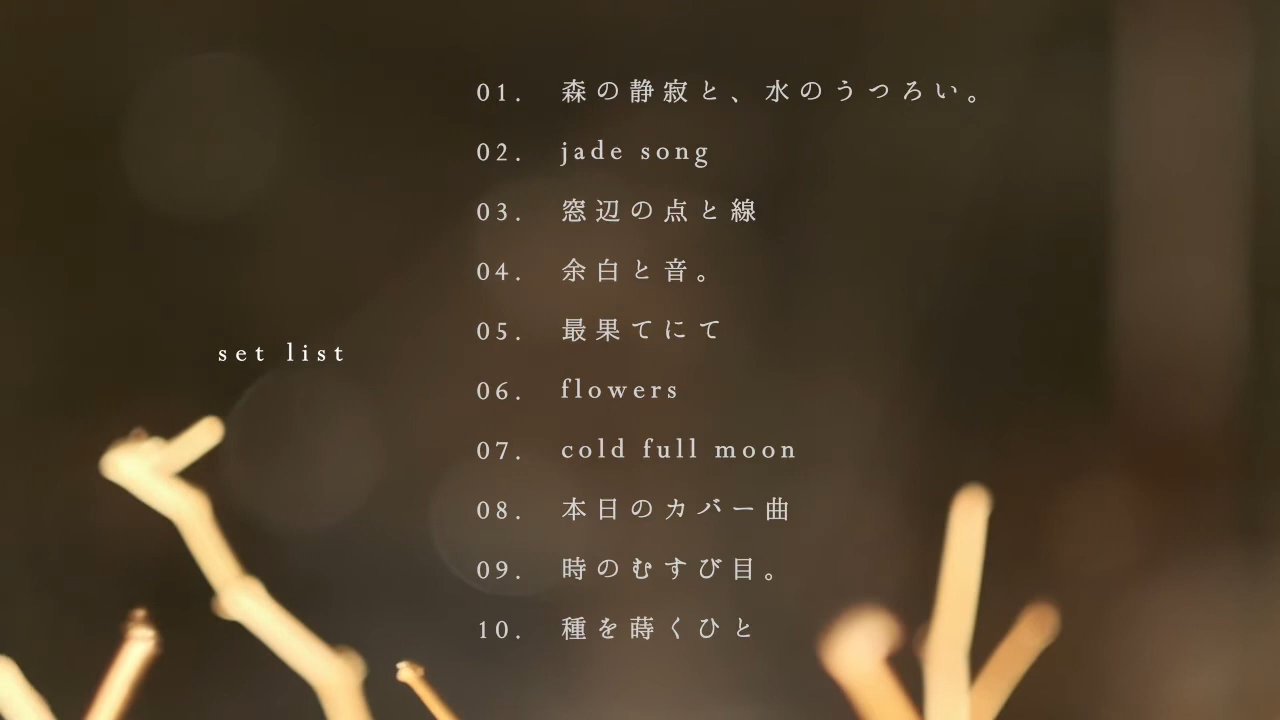 set list
01. 森の静寂と、水のうつろい。
02. jade song
03. 窓辺の点と線
04. 余白と音。
05. 最果てにて
06. flowers
07. cold full moon
08. 本日のカバー曲
09. 時のむすび目。
10. 種を蒔くひと